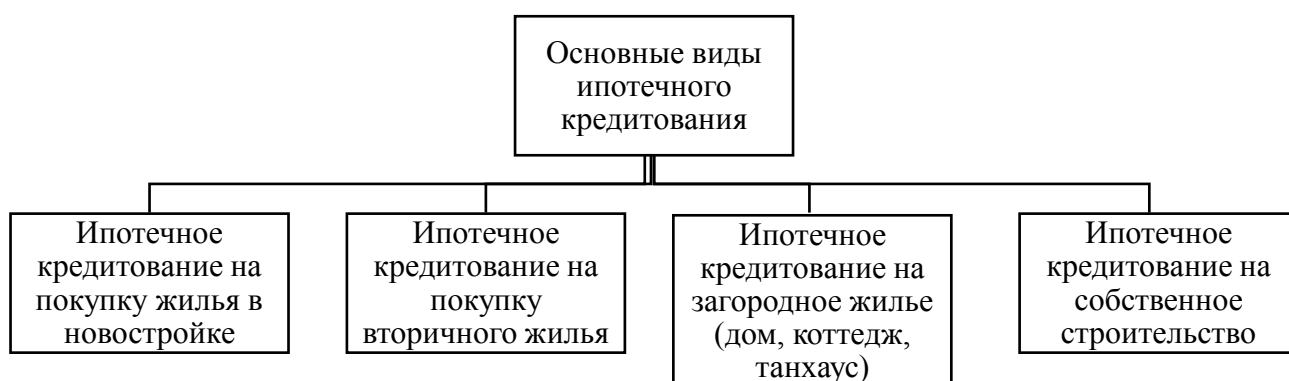 Основные виды
ипотечного
кредитования
Ипотечное
кредитование на
покупку жилья в
новостройке
Ипотечное
кредитование на
покупку
вторичного жилья
Ипотечное
кредитование на
загородное жилье
(дом, коттедж,
танхаус)
Ипотечное
кредитование на
собственное
строительство